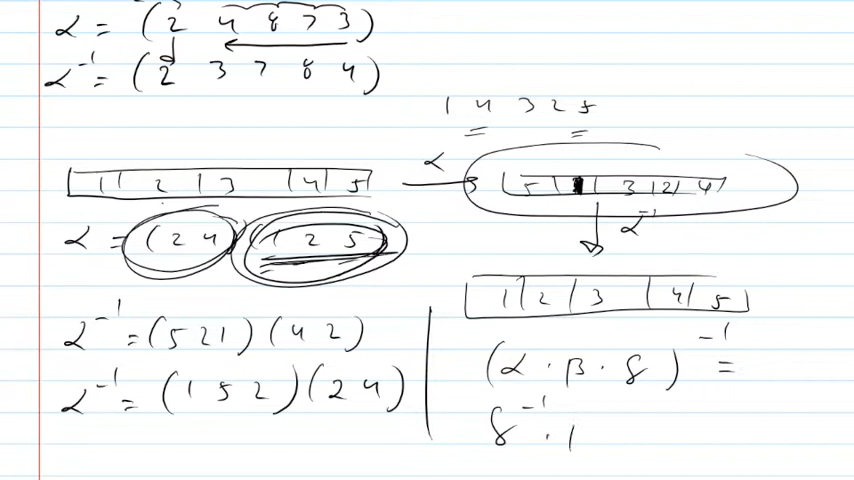 α = (2 4 8 7 3)
α⁻¹ = (2 3 7 8 4)
1 4 3 2 5
1 2 3 4 5
α
5 1 3 2 4
α = (2 4) (1 2 5)
α⁻¹
1 2 3 4 5
α⁻¹ = (5 2 1) (4 2)
α⁻¹ = (1 5 2) (2 4)
(α · β · γ)⁻¹ =
γ⁻¹ ·